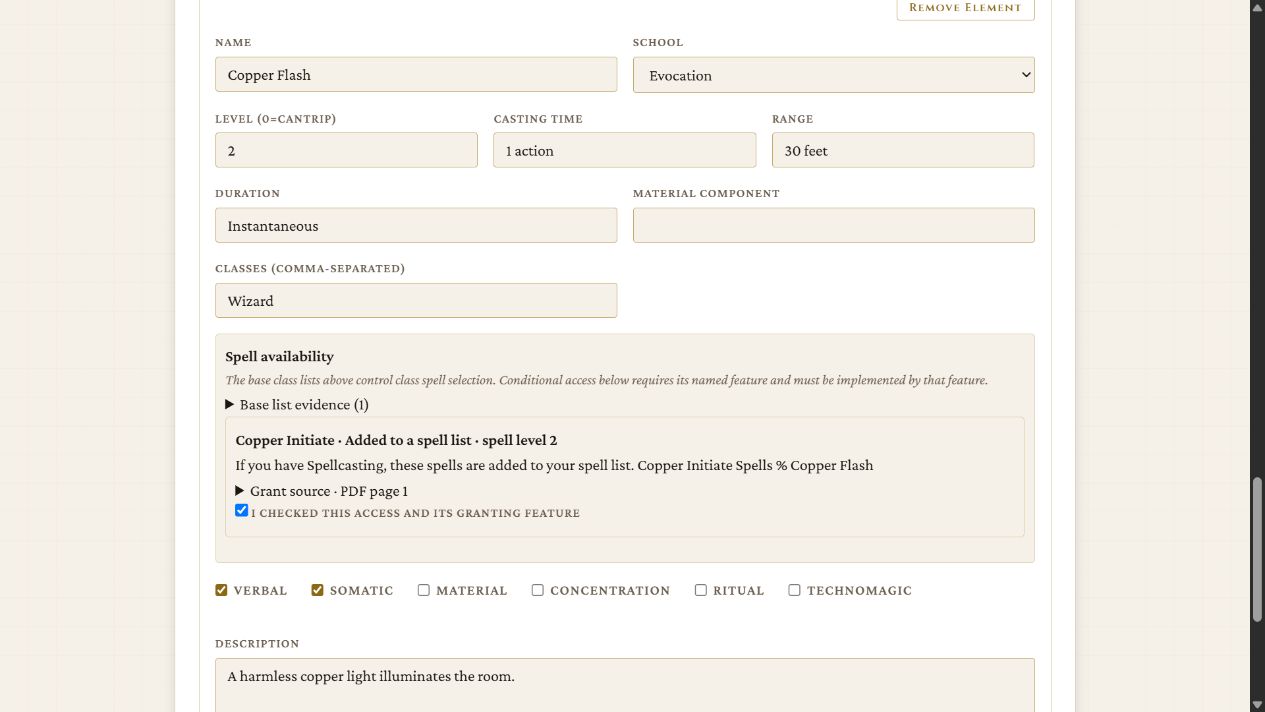 REMOVE ELEMENT
NAME
SCHOOL
Copper Flash
Evocation
LEVEL (0=CANTRIP)
CASTING TIME
RANGE
2
1 action
30 feet
DURATION
MATERIAL COMPONENT
Instantaneous
CLASSES (COMMA-SEPARATED)
Wizard
Spell availability
The base class lists above control class spell selection. Conditional access below requires its named feature and must be implemented by that feature.
Base list evidence (1)
Copper Initiate · Added to a spell list · spell level 2
If you have Spellcasting, these spells are added to your spell list. Copper Initiate Spells % Copper Flash
Grant source · PDF page 1
I CHECKED THIS ACCESS AND ITS GRANTING FEATURE
VERBAL SOMATIC MATERIAL CONCENTRATION RITUAL TECHNOMAGIC
DESCRIPTION
A harmless copper light illuminates the room.